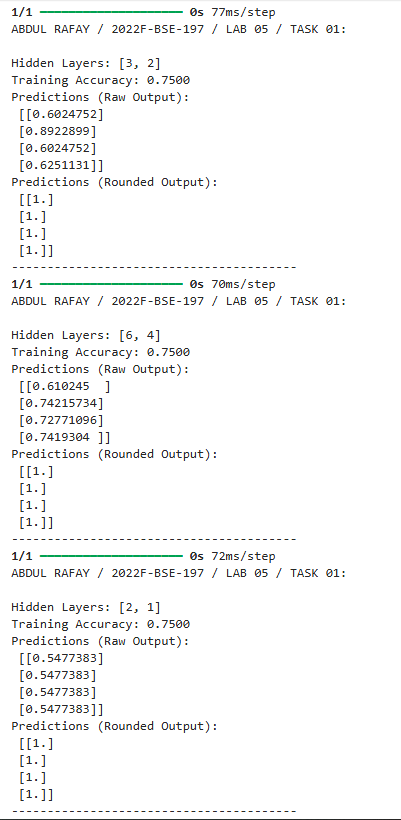 1/1 ━━━━━━━━━━━━━━━━━━━━ 0s 77ms/step
ABDUL RAFAY / 2022F-BSE-197 / LAB 05 / TASK 01:
Hidden Layers: [3, 2]
Training Accuracy: 0.7500
Predictions (Raw Output):
[[0.6024752]
[0.8922899]
[0.6024752]
[0.6251131]]
Predictions (Rounded Output):
[[1.]
[1.]
[1.]
[1.]]
----------------------------------------
1/1 ━━━━━━━━━━━━━━━━━━━━ 0s 70ms/step
ABDUL RAFAY / 2022F-BSE-197 / LAB 05 / TASK 01:
Hidden Layers: [6, 4]
Training Accuracy: 0.7500
Predictions (Raw Output):
[[0.610245  ]
[0.74215734]
[0.72771096]
[0.7419304 ]]
Predictions (Rounded Output):
[[1.]
[1.]
[1.]
[1.]]
----------------------------------------
1/1 ━━━━━━━━━━━━━━━━━━━━ 0s 72ms/step
ABDUL RAFAY / 2022F-BSE-197 / LAB 05 / TASK 01:
Hidden Layers: [2, 1]
Training Accuracy: 0.7500
Predictions (Raw Output):
[[0.5477383]
[0.5477383]
[0.5477383]
[0.5477383]]
Predictions (Rounded Output):
[[1.]
[1.]
[1.]
[1.]]
----------------------------------------